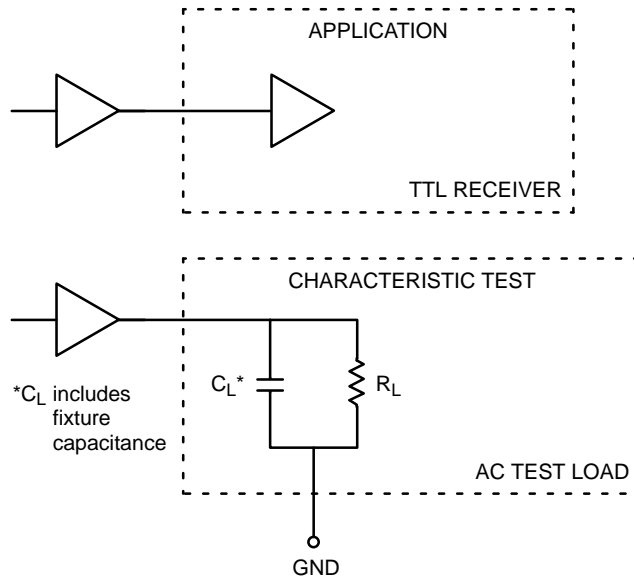 APPLICATION
TTL RECEIVER
CHARACTERISTIC TEST
*CL includes
fixture
capacitance
CL*
RL
AC TEST LOAD
GND